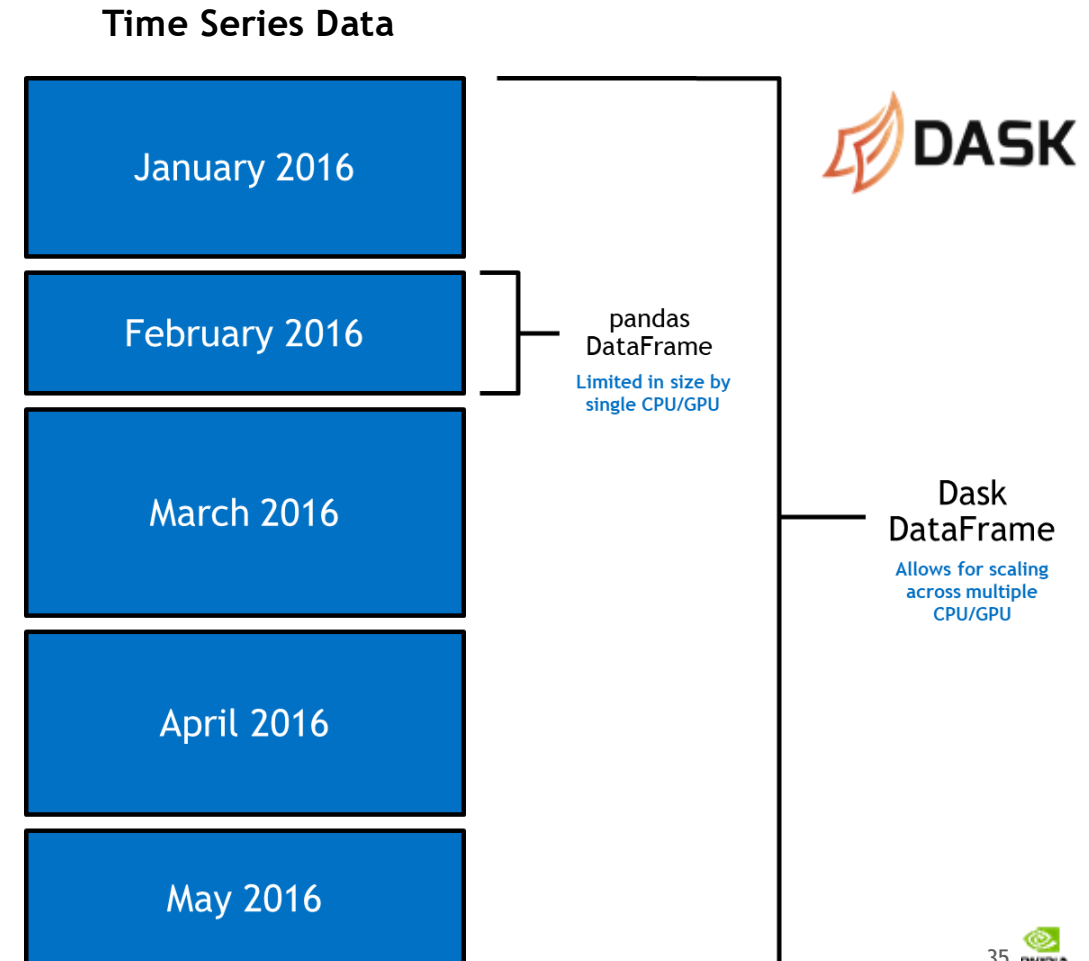 Time Series Data
January 2016
DASK
February 2016
pandas
DataFrame
Limited in size by
single CPU/GPU
March 2016
Dask
DataFrame
Allows for scaling
across multiple
CPU/GPU
April 2016
May 2016
35